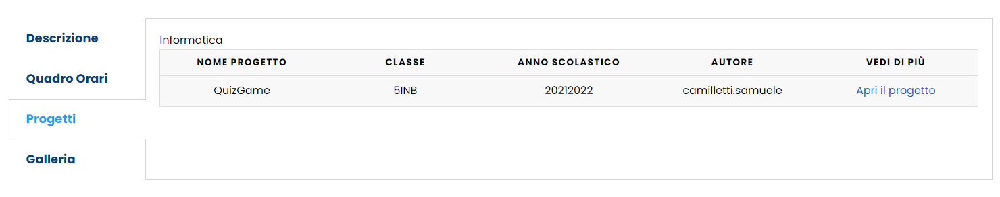 Descrizione
Quadro Orari
Progetti
Galleria
Informatica
NOME PROGETTO CLASSE ANNO SCOLASTICO AUTORE VEDI DI PIÙ
QuizGame 5INB 20212022 camilletti.samuele Apri il progetto